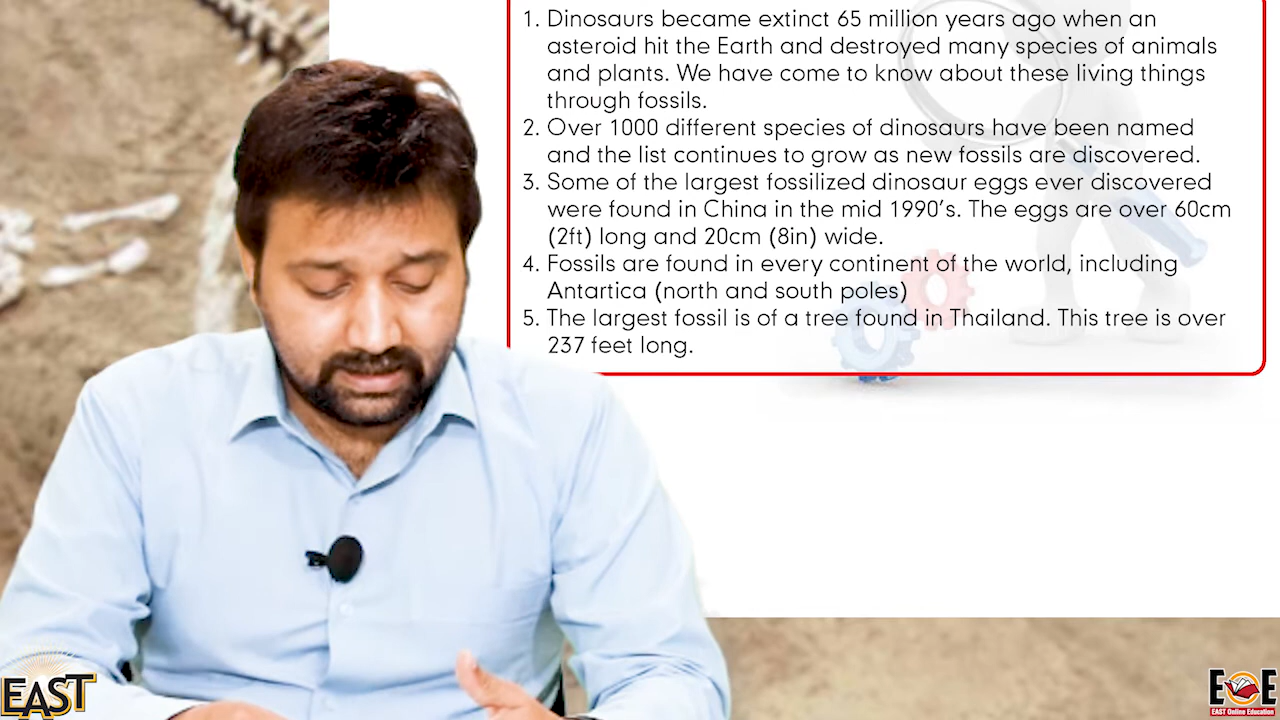 1. Dinosaurs became extinct 65 million years ago when an
asteroid hit the Earth and destroyed many species of animals
and plants. We have come to know about these living things
through fossils.
2. Over 1000 different species of dinosaurs have been named
and the list continues to grow as new fossils are discovered.
3. Some of the largest fossilized dinosaur eggs ever discovered
were found in China in the mid 1990's. The eggs are over 60cm
(2ft) long and 20cm (8in) wide.
4. Fossils are found in every continent of the world, including
Antartica (north and south poles)
5. The largest fossil is of a tree found in Thailand. This tree is over
237 feet long.
EAST
EOE
EAST Online Education